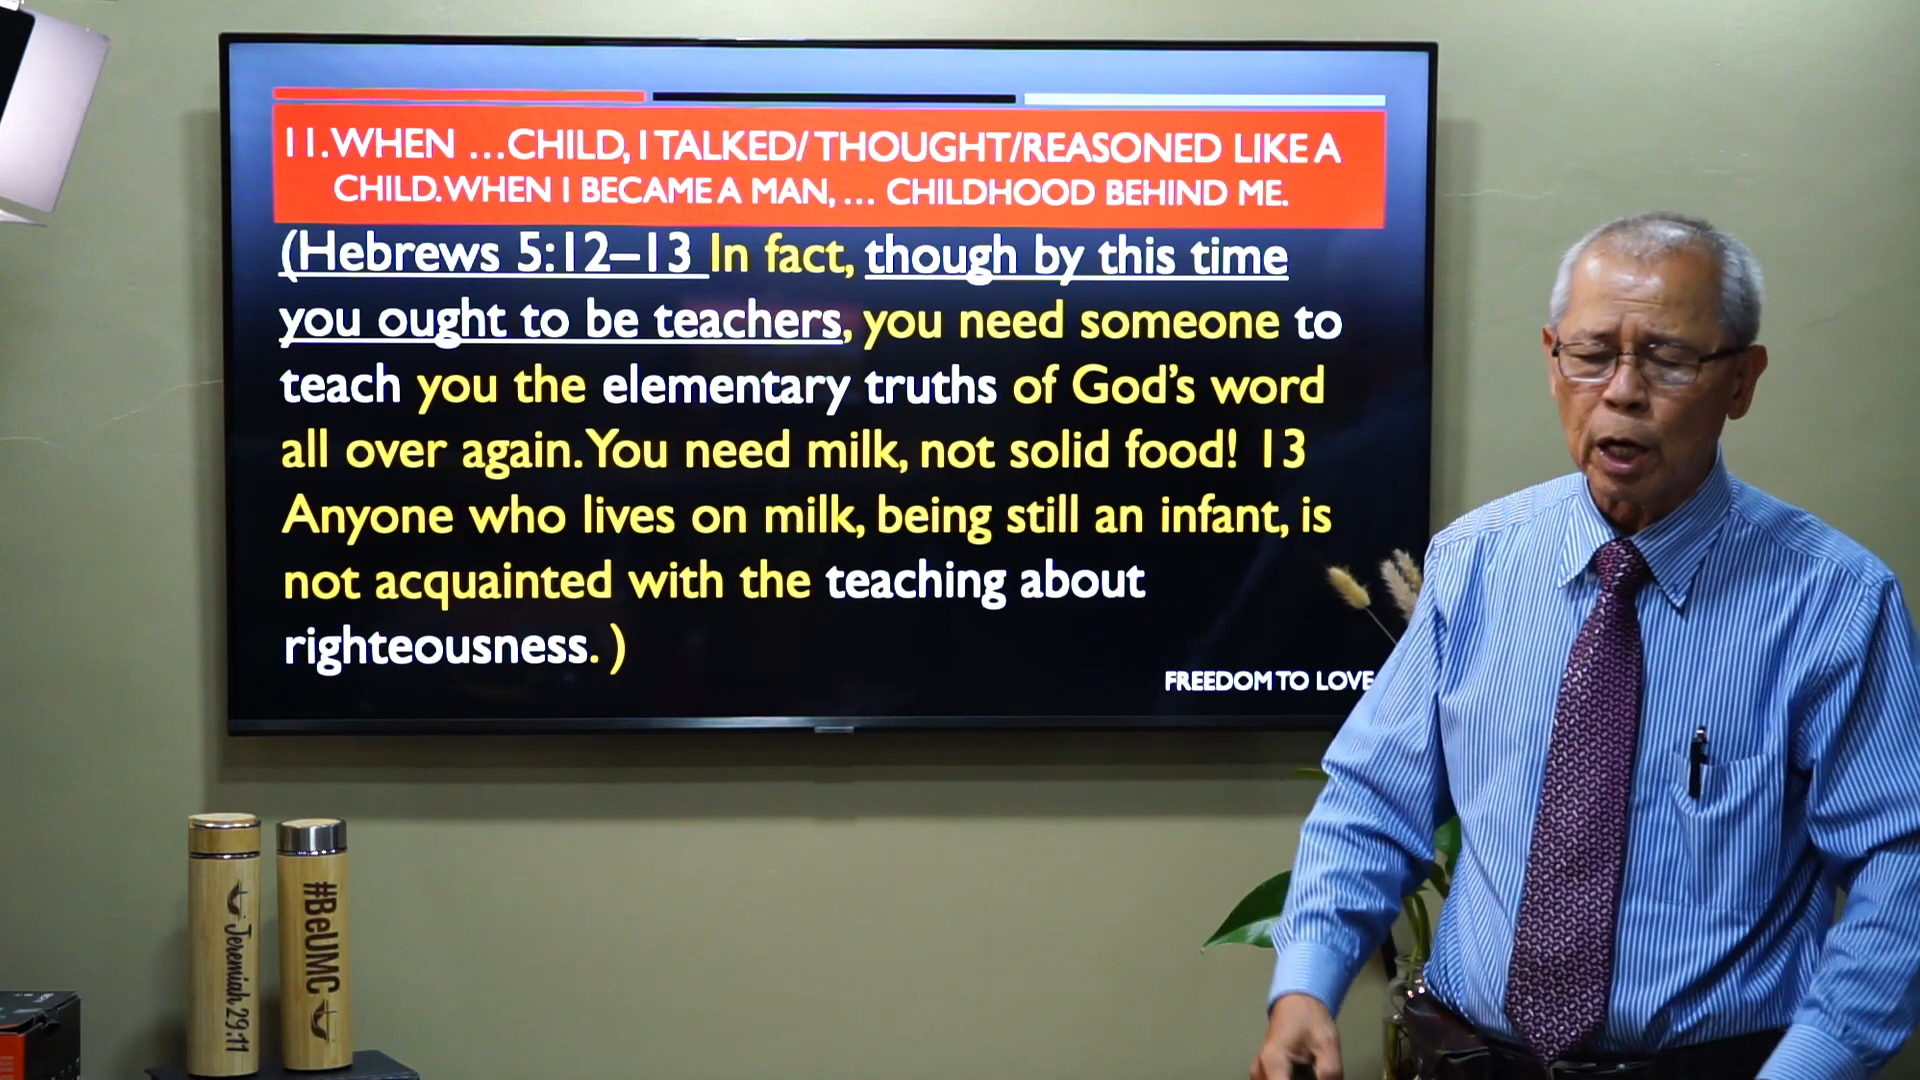 11. WHEN ...CHILD, I TALKED/ THOUGHT/REASONED LIKE A
CHILD. WHEN I BECAME A MAN, ... CHILDHOOD BEHIND ME.
(Hebrews 5:12–13 In fact, though by this time
you ought to be teachers, you need someone to
teach you the elementary truths of God's word
all over again. You need milk, not solid food! 13
Anyone who lives on milk, being still an infant, is
not acquainted with the teaching about
righteousness. )
FREEDOM TO LOVE
Jeremiah 29:11
#BeUMC